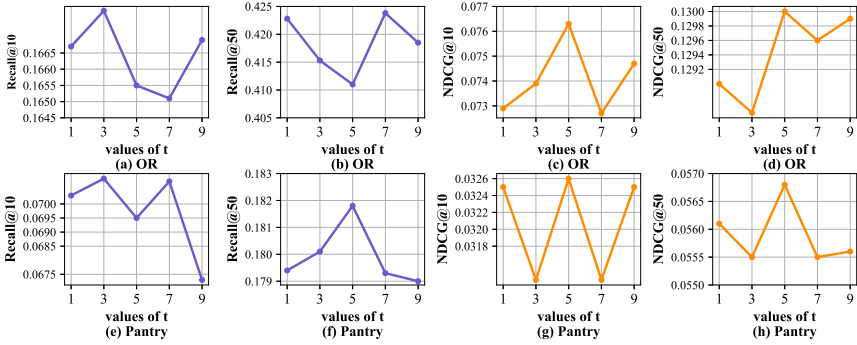 Recall@10
0.1665
0.1660
0.1655
0.1650
0.1645
1 3 5 7 9
values of t
(a) OR
Recall@50
0.425
0.420
0.415
0.410
0.405
1 3 5 7 9
values of t
(b) OR
NDCG@10
0.077
0.076
0.075
0.074
0.073
1 3 5 7 9
values of t
(c) OR
NDCG@50
0.1300
0.1296
0.1294
0.1292
1 3 5 7 9
values of t
(d) OR
Recall@10
0.0700
0.0695
0.0690
0.0685
0.0675
1 3 5 7 9
values of t
(e) Pantry
Recall@50
0.183
0.182
0.181
0.180
0.179
1 3 5 7 9
values of t
(f) Pantry
NDCG@10
0.0326
0.0324
0.0322
0.0320
0.0318
1 3 5 7 9
values of t
(g) Pantry
NDCG@50
0.0570
0.0565
0.0560
0.0555
0.0550
1 3 5 7 9
values of t
(h) Pantry